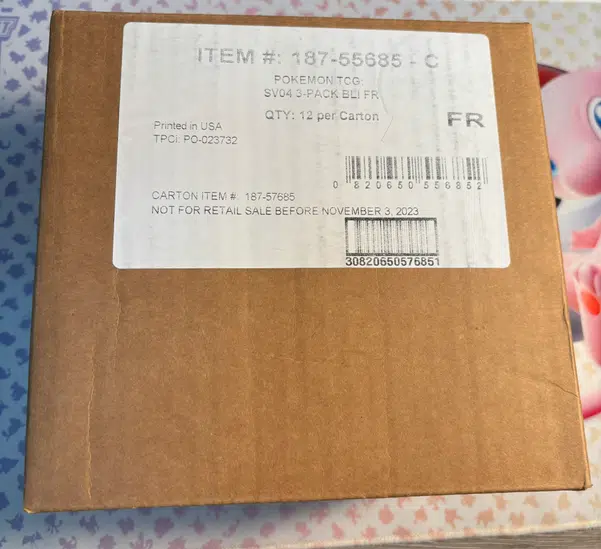 ITEM #: 187-55685 - C
POKEMON TCG:
SV04 3-PACK BLI FR
QTY: 12 per Carton
FR
Printed in USA
TPCi: PO-023732
0 820650 556852
CARTON ITEM #: 187-57685
NOT FOR RETAIL SALE BEFORE NOVEMBER 3, 2023
30820650576851